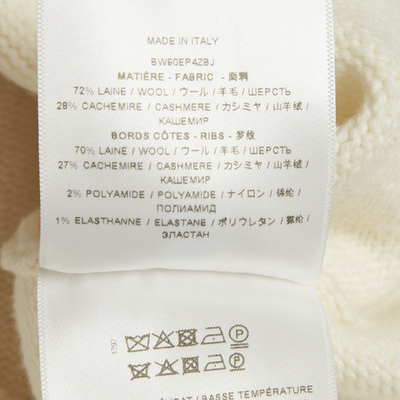 MADE IN ITALY
BW90EP4ZBJ
MATIÈRE - FABRIC - 面料
72% LAINE / WOOL / ウール / 羊毛 / ШЕРСТЬ
28% CACHEMIRE / CASHMERE / カシミヤ / 山羊绒 /
КАШЕМИР
BORDS CÔTES - RIBS - 罗纹
70% LAINE / WOOL / ウール / 羊毛 / ШЕРСТЬ
27% CACHEMIRE / CASHMERE / カシミヤ / 山羊绒 /
КАШЕМИР
2% POLYAMIDE / POLYAMIDE / ナイロン / 锦纶 /
ПОЛИАМИД
1% ELASTHANNE / ELASTANE / ポリウレタン / 氨纶 /
ЭЛАСТАН
/ BASSE TEMPÉRATURE